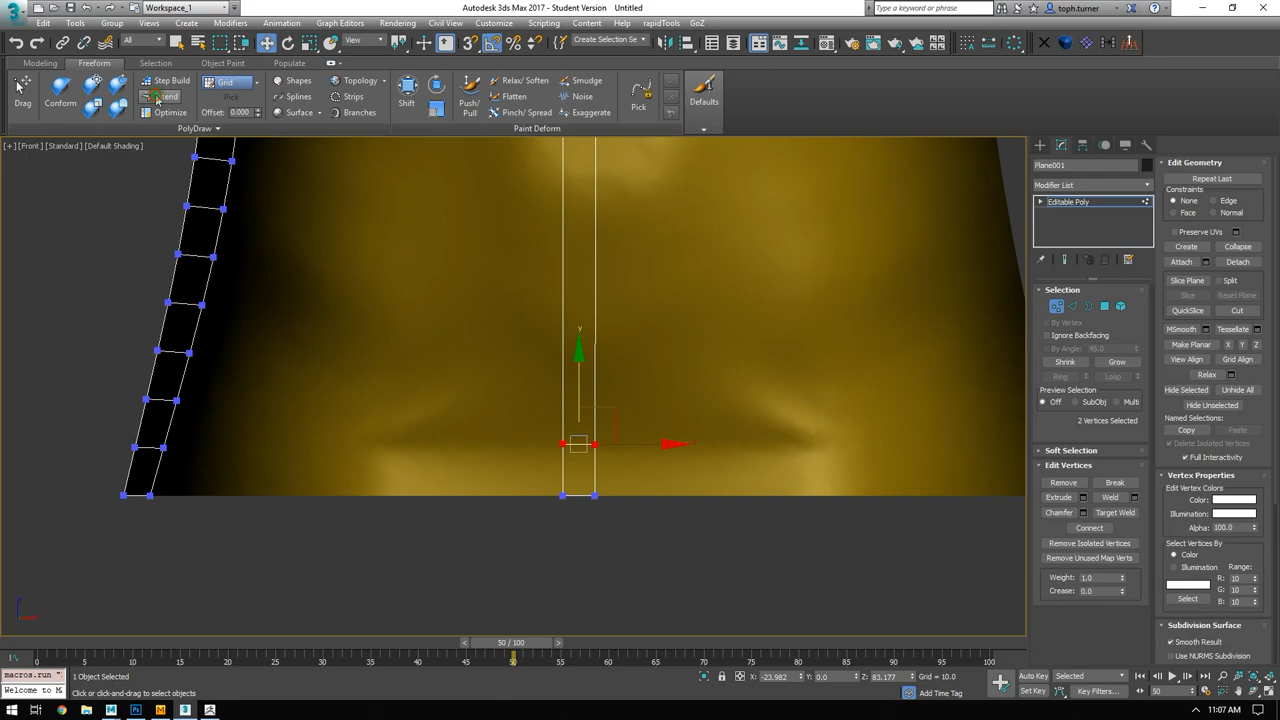 Workspace_1
Autodesk 3ds Max 2017 - Student Version    Untitled
Type a keyword or phrase
toph.turner
Edit Tools Group Views Create Modifiers Animation Graph Editors Rendering Civil View Customize Scripting Content Help rapidTools GoZ
All View Create Selection Se
Modeling Freeform Selection Object Paint Populate
Drag Conform Step Build Extend Optimize Grid Pick Offset: 0.000 Shapes Splines Surface Topology Strips Branches Shift Push/Pull Relax/ Soften Flatten Pinch/ Spread Smudge Noise Exaggerate Pick Defaults
PolyDraw Paint Deform
[+] [Front] [Standard] [Default Shading]
y
Plane001
Modifier List
Editable Poly
Selection
By Vertex
Ignore Backfacing
By Angle: 45.0
Shrink Grow
Ring Loop
Preview Selection
Off SubObj Multi
2 Vertices Selected
Soft Selection
Edit Vertices
Remove Break
Extrude Weld
Chamfer Target Weld
Connect
Remove Isolated Vertices
Remove Unused Map Verts
Weight: 1.0
Crease: 0.0
Edit Geometry
Repeat Last
Constraints
None Edge
Face Normal
Preserve UVs
Create Collapse
Attach Detach
Slice Plane Split
Slice Reset Plane
QuickSlice Cut
MSmooth Tessellate
Make Planar X Y Z
View Align Grid Align
Relax
Hide Selected Unhide All
Hide Unselected
Named Selections:
Copy Paste
Delete Isolated Vertices
Full Interactivity
Vertex Properties
Edit Vertex Colors
Color:
Illumination:
Alpha: 100.0
Select Vertices By
Color
Illumination
Range:
R: 10
G: 10
B: 10
Select
Subdivision Surface
Smooth Result
Use NURMS Subdivision
< 50 / 100 >
0 5 10 15 20 25 30 35 40 45 50 55 60 65 70 75 80 85 90 95 100
macros.run "
Welcome to M
1 Object Selected
Click or click-and-drag to select objects
X: -23.982 Y: 0.0 Z: 83.177 Grid = 10.0
Add Time Tag
Auto Key Selected
Set Key Key Filters...
50
11:07 AM